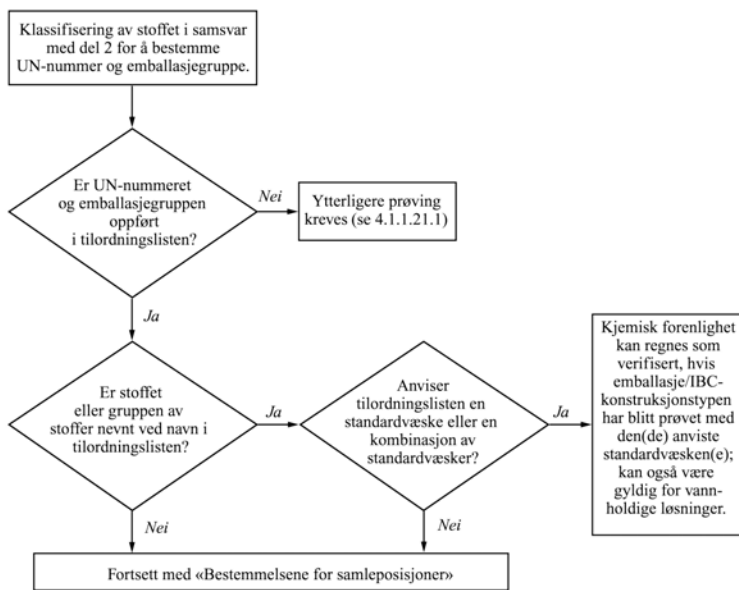 Klassifisering av stoffet i samsvar
med del 2 for å bestemme
UN-nummer og emballasjegruppe.
Er UN-nummeret
og emballasjegruppen
oppført
i tilordningslisten?
Nei
Ytterligere prøving
kreves (se 4.1.1.21.1)
Ja
Er stoffet
eller gruppen av
stoffer nevnt ved navn i
tilordningslisten?
Ja
Anviser
tilordningslisten en
standardvæske eller en
kombinasjon av
standardvæsker?
Ja
Kjemisk forenlighet
kan regnes som
verifisert, hvis
emballasje/IBC-
konstruksjonstypen
har blitt prøvet med
den(de) anviste
standardvæsken(e);
kan også være
gyldig for vann-
holdige løsninger.
Nei
Nei
Fortsett med «Bestemmelsene for samleposisjoner»